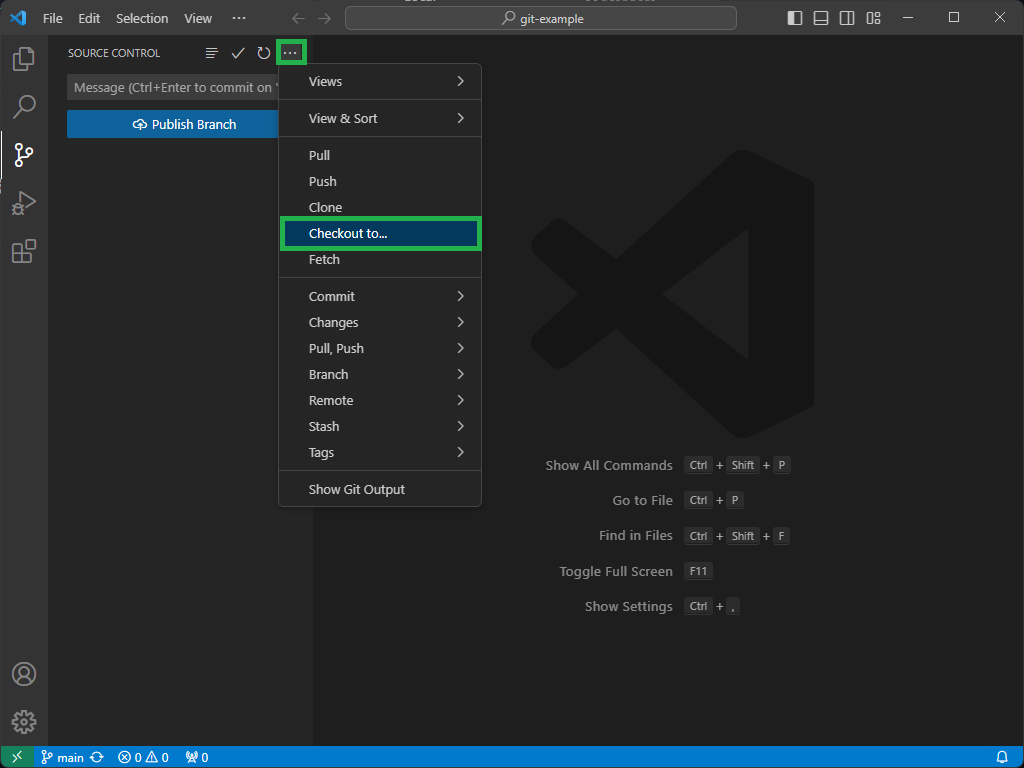 File Edit Selection View ···
git-example
SOURCE CONTROL
Message (Ctrl+Enter to commit on "
Publish Branch
Views
View & Sort
Pull
Push
Clone
Checkout to...
Fetch
Commit
Changes
Pull, Push
Branch
Remote
Stash
Tags
Show Git Output
Show All Commands Ctrl + Shift + P
Go to File Ctrl + P
Find in Files Ctrl + Shift + F
Toggle Full Screen F11
Show Settings Ctrl + ,
main 0 0 0